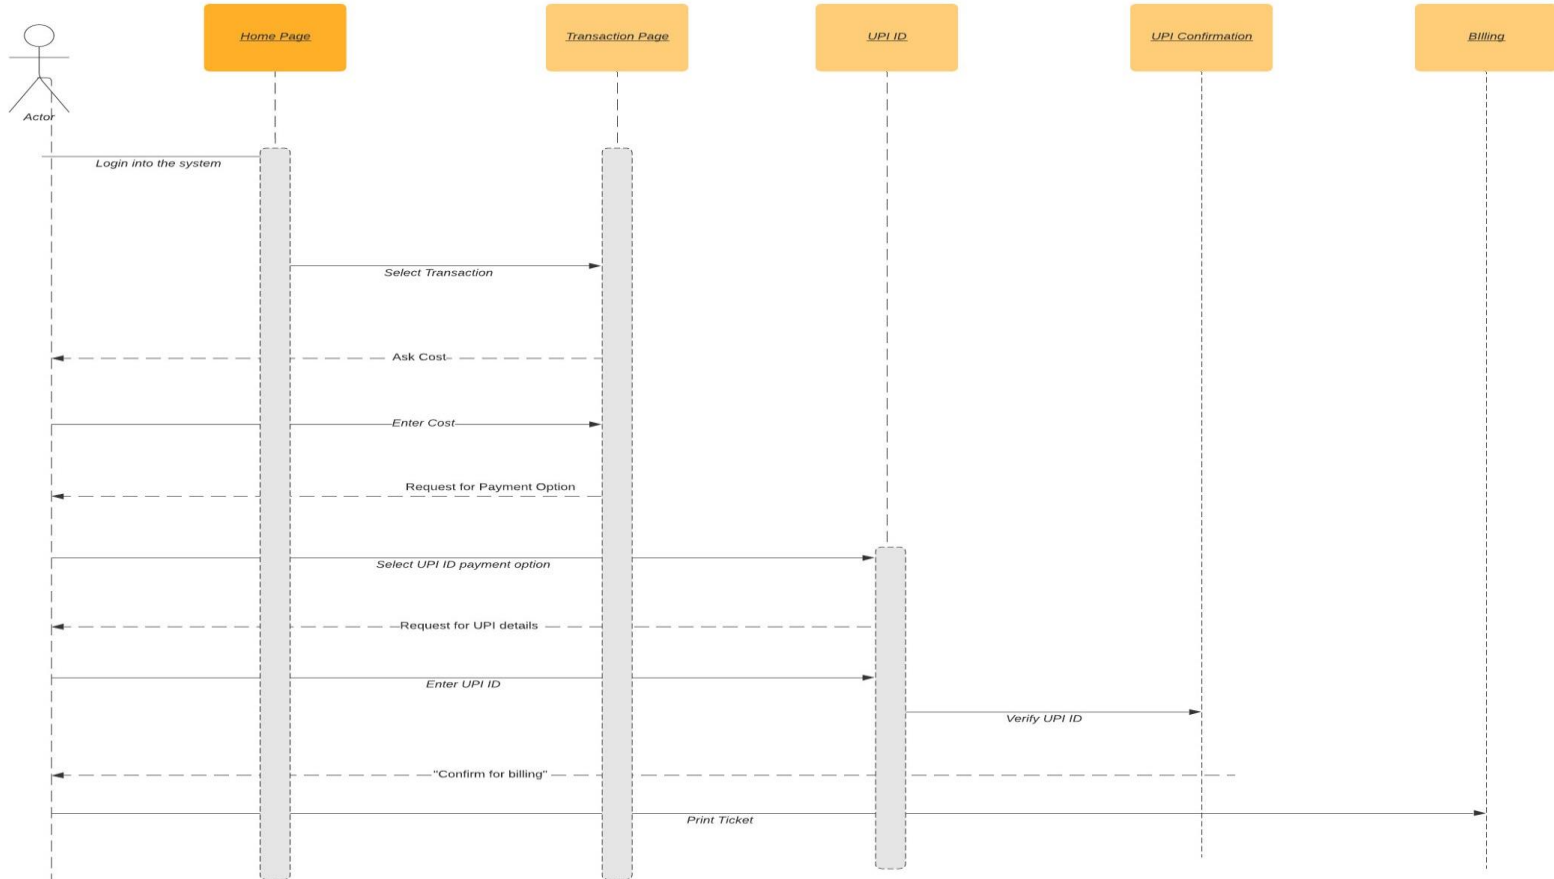 Home Page
Transaction Page
UPI ID
UPI Confirmation
BIlling
Actor
Login into the system
Select Transaction
Ask Cost
Enter Cost
Request for Payment Option
Select UPI ID payment option
Request for UPI details
Enter UPI ID
Verify UPI ID
"Confirm for billing"
Print Ticket